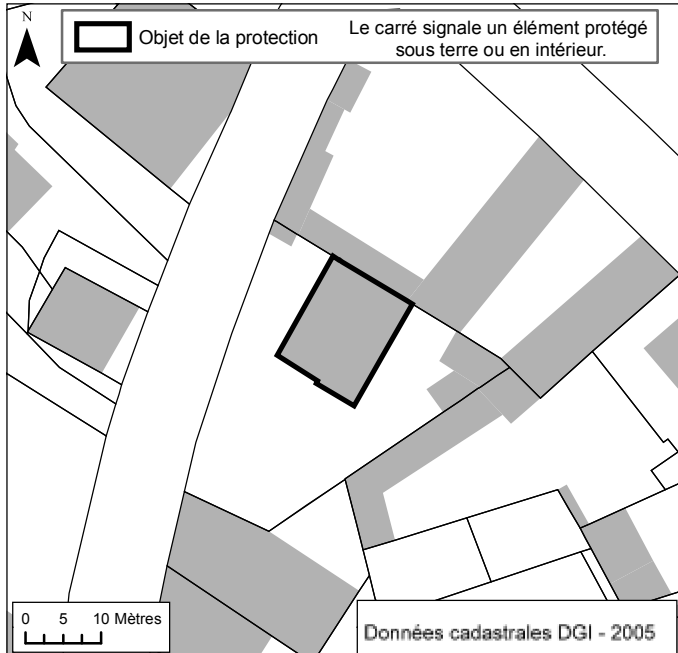 N
Objet de la protection
Le carré signale un élément protégé
sous terre ou en intérieur.
0 5 10 Mètres
Données cadastrales DGI - 2005